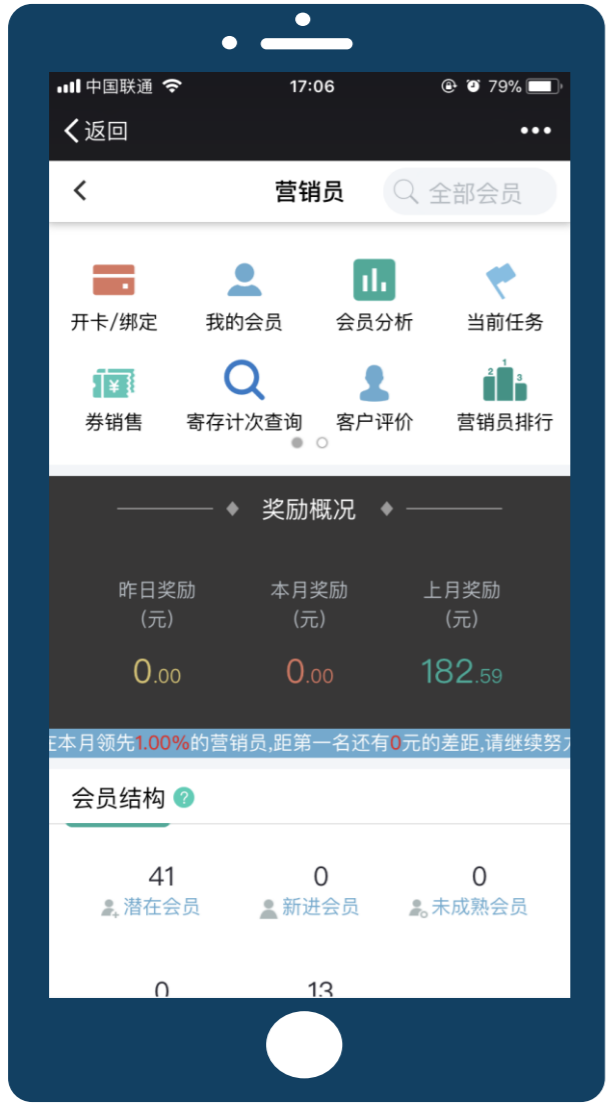 中国联通 17:06 79%
返回
营销员 全部会员
开卡/绑定 我的会员 会员分析 当前任务
¥ 1 2 3
券销售 寄存计次查询 客户评价 营销员排行
奖励概况
昨日奖励 本月奖励 上月奖励
(元) (元) (元)
0.00 0.00 182.59
本月领先1.00%的营销员,距第一名还有0元的差距,请继续努
会员结构 ?
41 0 0
潜在会员 新进会员 未成熟会员
0 13